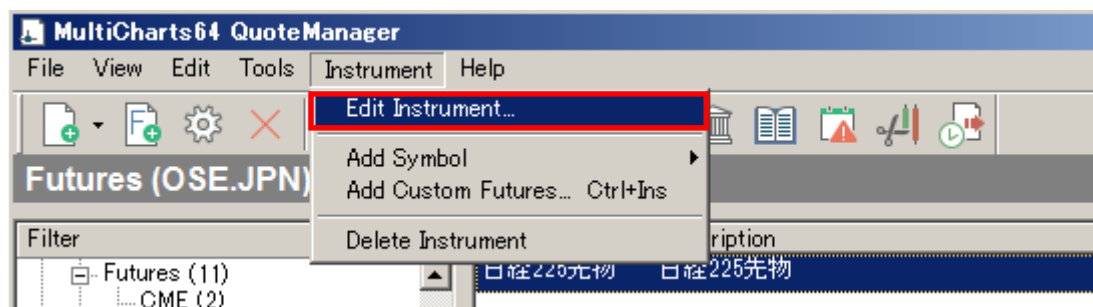 MultiCharts64 QuoteManager
File View Edit Tools Instrument Help
Edit Instrument...
Add Symbol
Add Custom Futures... Ctrl+Ins
Delete Instrument
Futures (OSE.JPN)
Filter
ription
Futures (11)
CME (2)
日経225先物 日経225先物